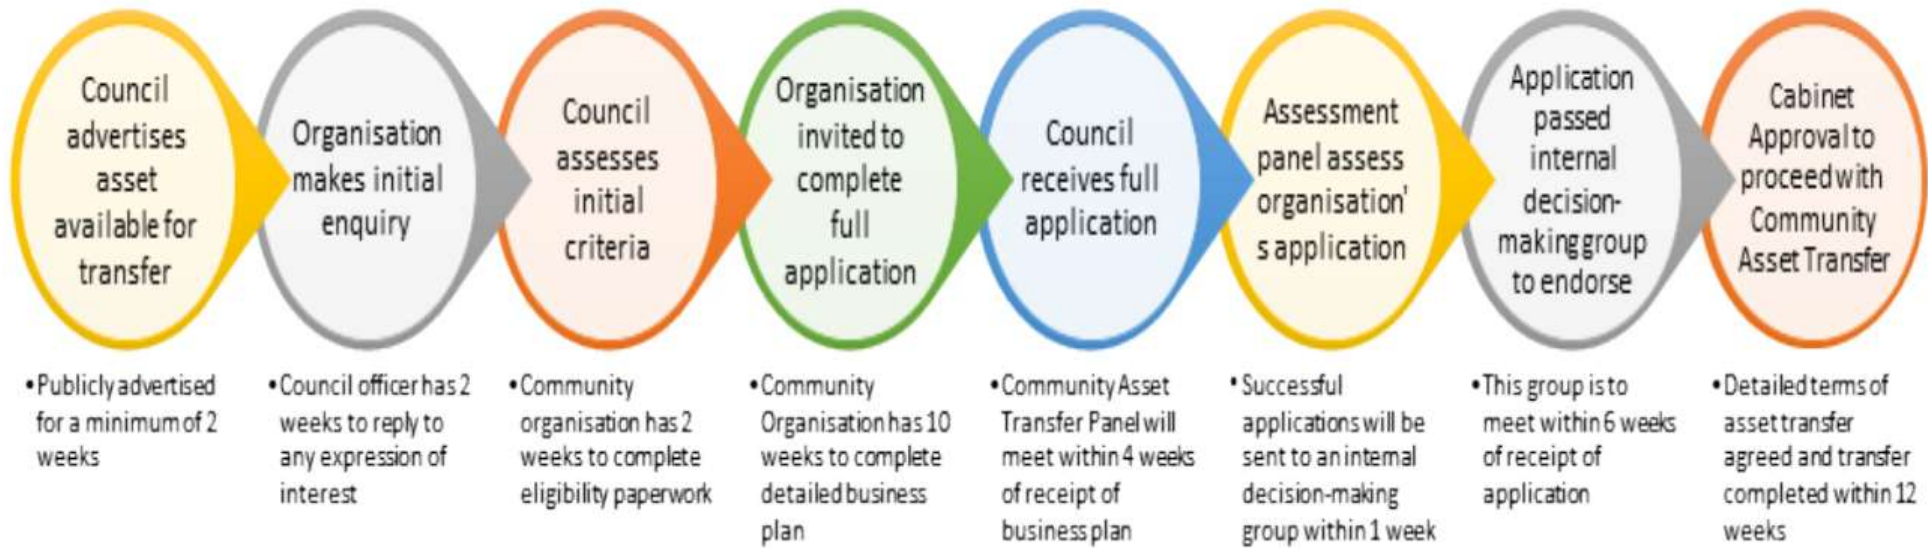 Council
advertises
asset
available for
transfer
Organisation
makes initial
enquiry
Council
assesses
initial
criteria
Organisation
invited to
complete
full
application
Council
receives full
application
Assessment
panel assess
organisation'
s application
Application
passed
internal
decision-
making group
to endorse
Cabinet
Approval to
proceed with
Community
Asset Transfer
• Publicly advertised
for a minimum of 2
weeks
• Council officer has 2
weeks to reply to
any expression of
interest
• Community
organisation has 2
weeks to complete
eligibility paperwork
• Community
Organisation has 10
weeks to complete
detailed business
plan
• Community Asset
Transfer Panel will
meet within 4 weeks
of receipt of
business plan
• Successful
applications will be
sent to an internal
decision-making
group within 1 week
• This group is to
meet within 6 weeks
of receipt of
application
• Detailed terms of
asset transfer
agreed and transfer
completed within 12
weeks